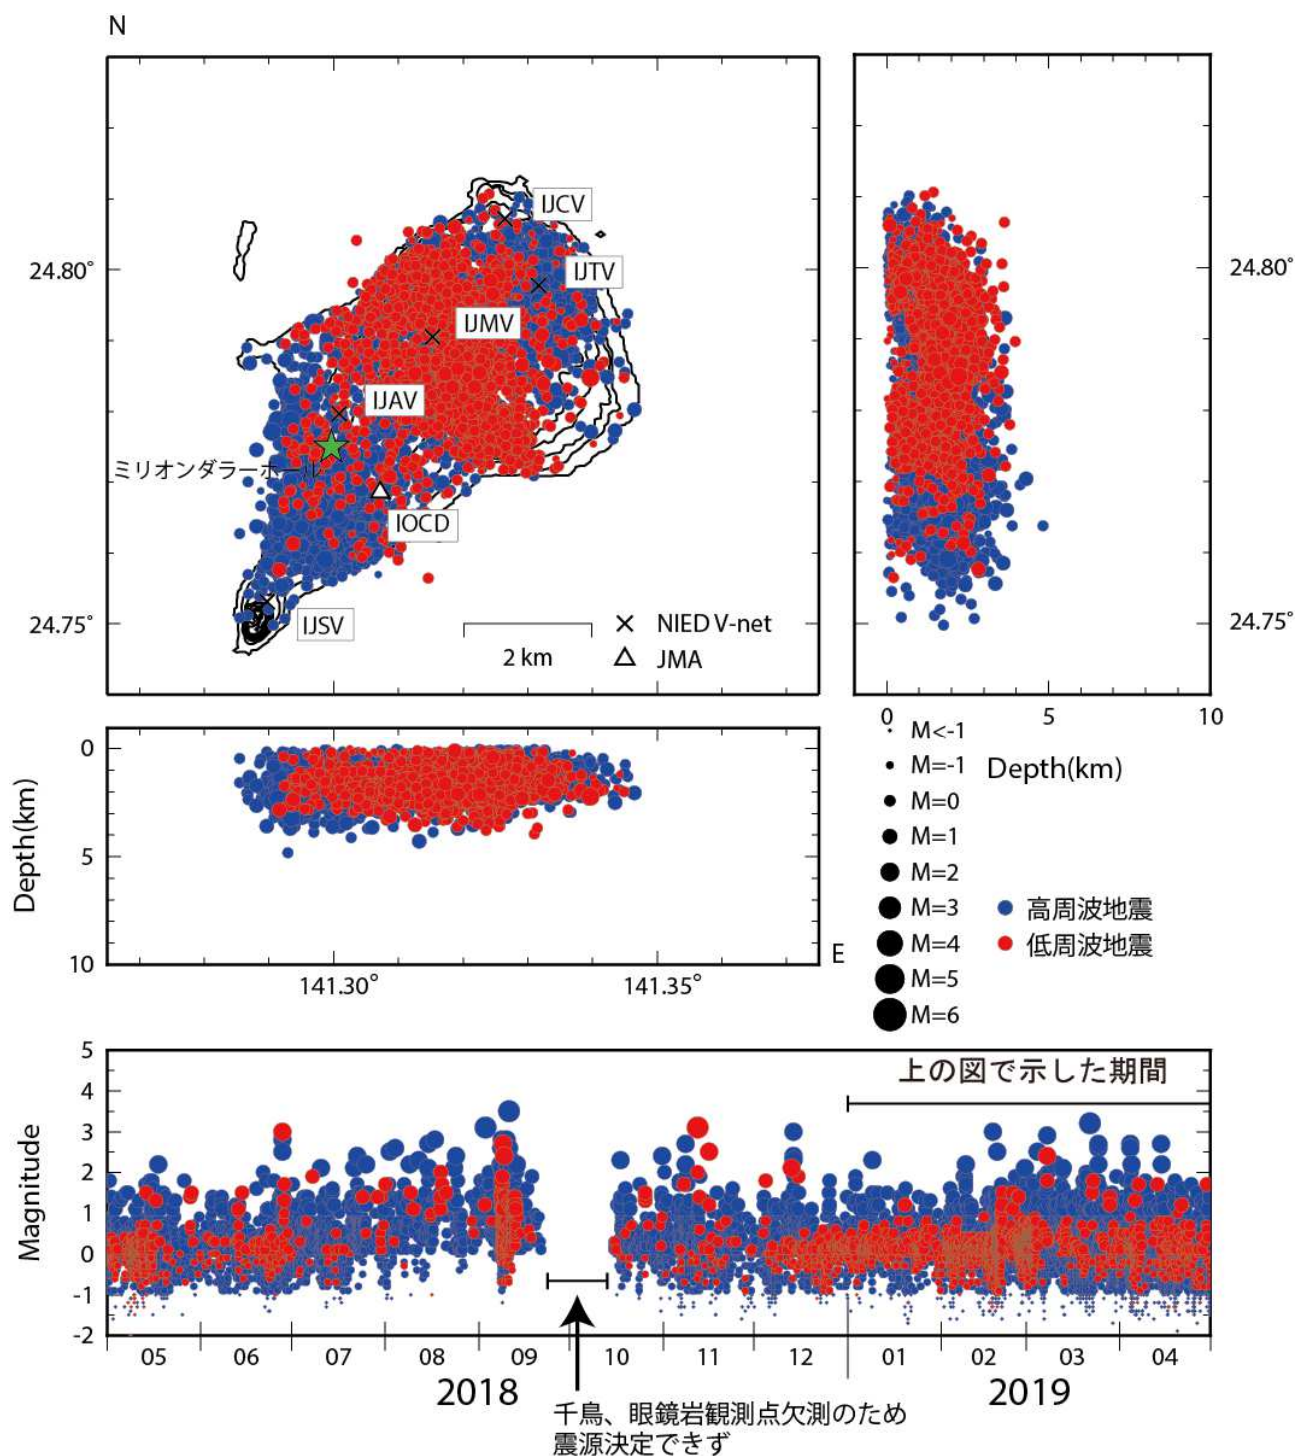 N
IJCV
24.80°
IJTV
24.80°
IJMV
IJAV
ミリオンダラーホール
IOCD
IJSV
24.75°
24.75°
NIED V-net
2 km
JMA
0
5
10
M<-1
M=-1
Depth(km)
M=0
M=1
M=2
M=3
高周波地震
M=4
低周波地震
M=5
M=6
0
5
10
Depth(km)
E
141.30°
141.35°
5
4
3
2
1
0
-1
-2
Magnitude
上の図で示した期間
05
06
07
08
09
10
11
12
01
02
03
04
2018
2019
千鳥、眼鏡岩観測点欠測のため
震源決定できず